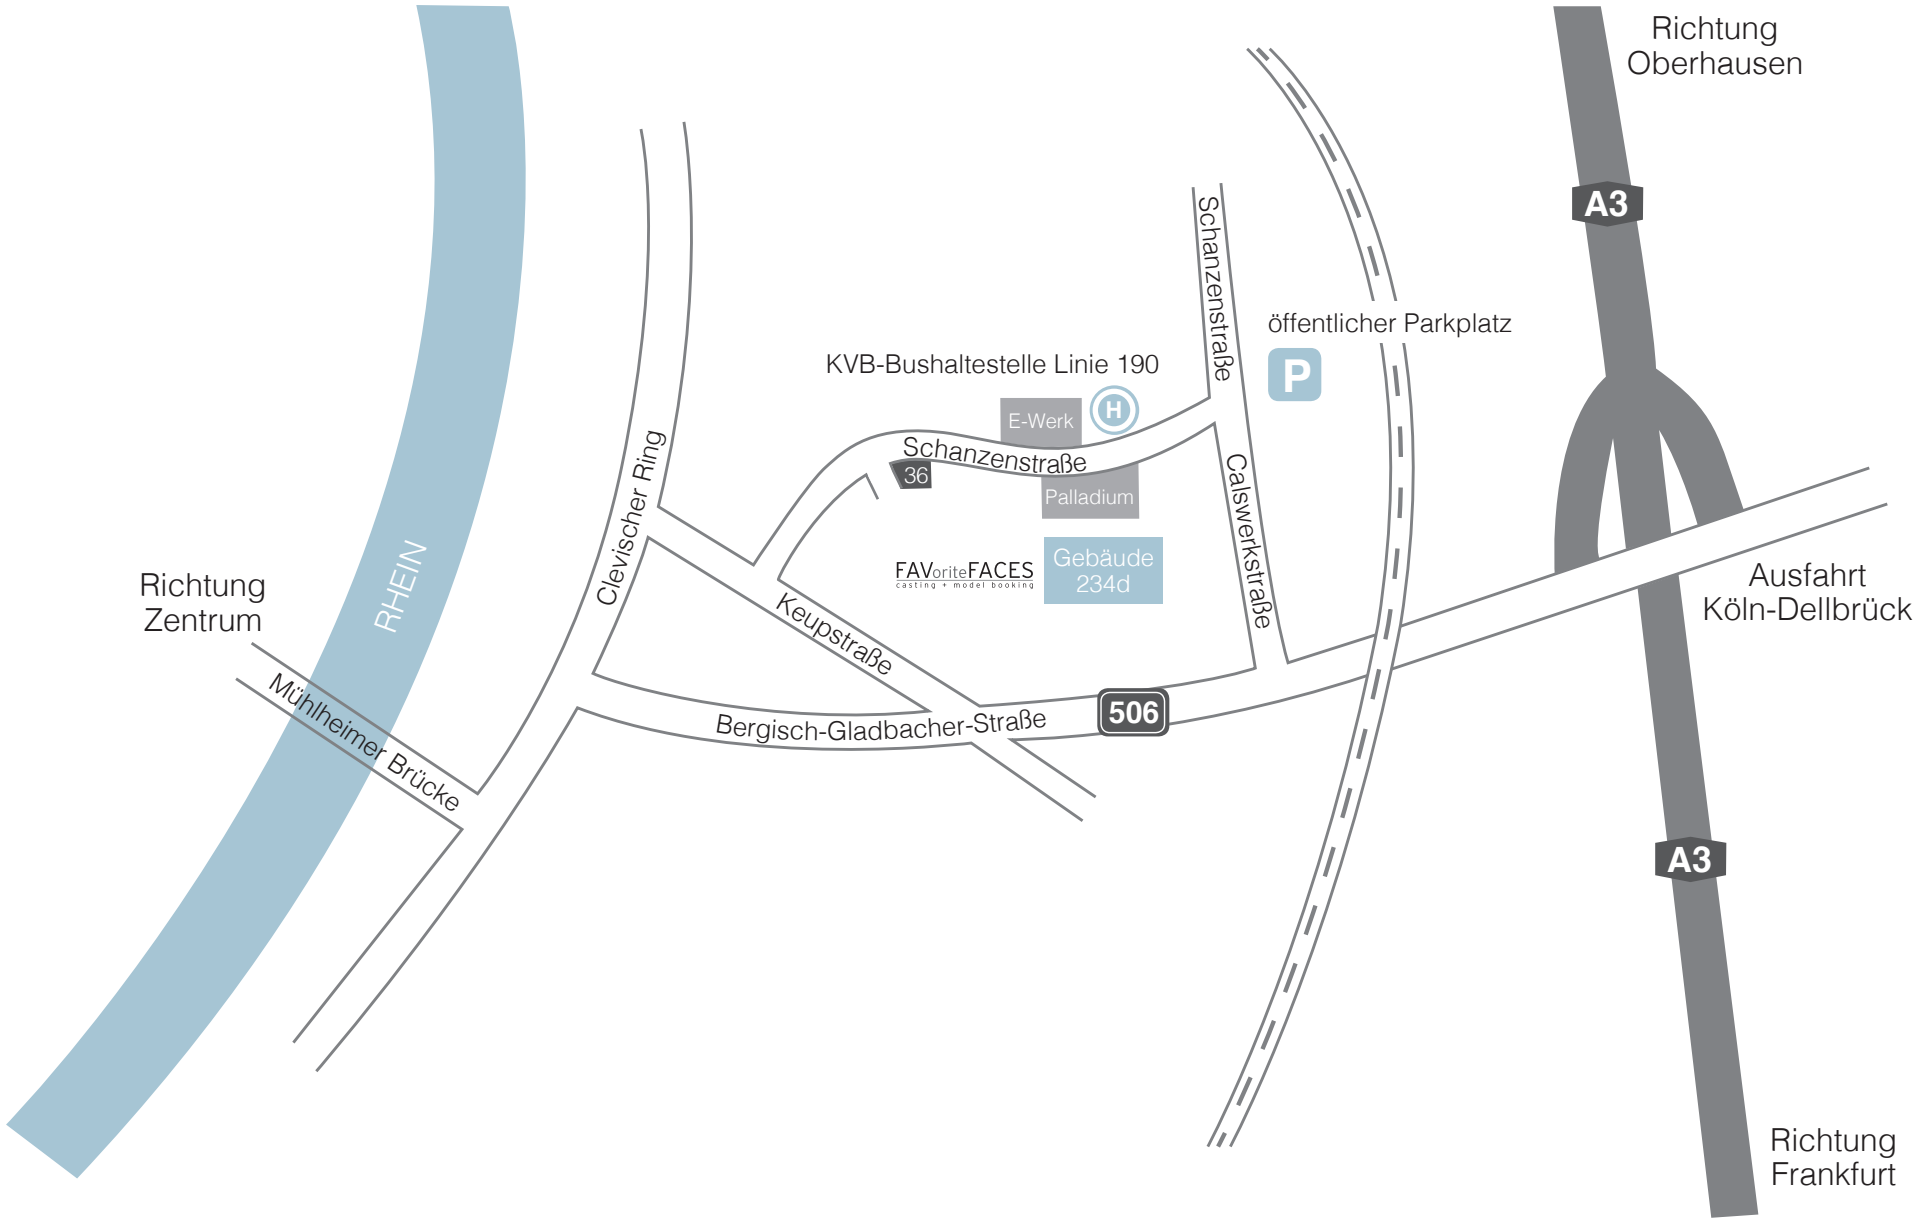 Richtung
Oberhausen
A3
Schanzenstraße
öffentlicher Parkplatz
P
KVB-Bushaltestelle Linie 190
H
E-Werk
Schanzenstraße
36
Palladium
Clevischer Ring
Calswerkstraße
RHEIN
FAVoriteFACES
casting + model booking
Gebäude
234d
Richtung
Zentrum
Ausfahrt
Köln-Dellbrück
Keupstraße
Mühlheimer Brücke
Bergisch-Gladbacher-Straße
506
A3
Richtung
Frankfurt